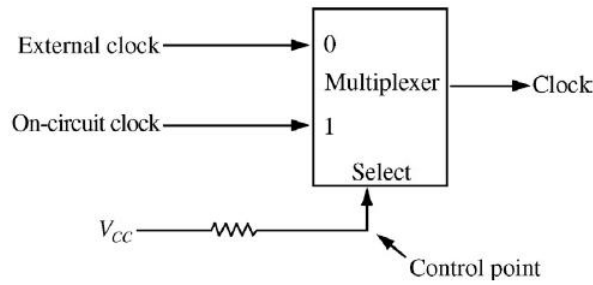 External clock
0
Multiplexer
Clock
On-circuit clock
1
Select
VCC
Control point